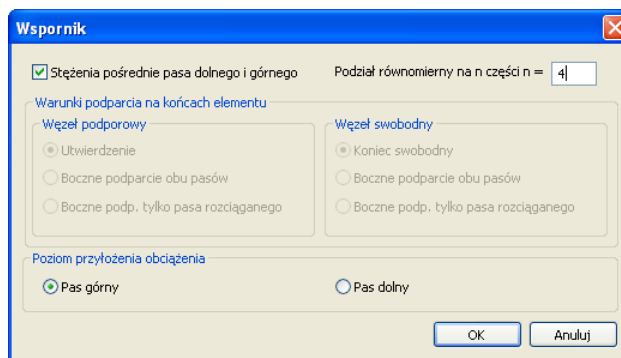 Wspornik
Stężenia pośrednie pasa dolnego i górnego
Podział równomierny na n części n = 4
Warunki podparcia na końcach elementu
Węzeł podporowy
Utwierdzenie
Boczne podparcie obu pasów
Boczne podp. tylko pasa rozciąganego
Węzeł swobodny
Koniec swobodny
Boczne podparcie obu pasów
Boczne podp. tylko pasa rozciąganego
Poziom przyłożenia obciążenia
Pas górny
Pas dolny
OK
Anuluj